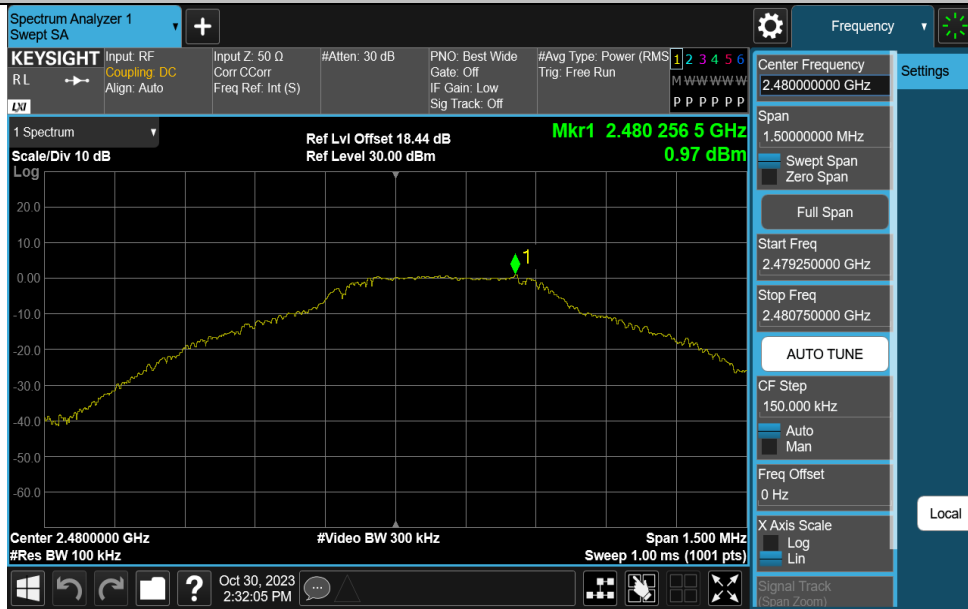 Spectrum Analyzer 1
Swept SA
+
Frequency
KEYSIGHT
RL
LXI
Input: RF
Coupling: DC
Align: Auto
Input Z: 50 Ω
Corr CCorr
Freq Ref: Int (S)
#Atten: 30 dB
PNO: Best Wide
Gate: Off
IF Gain: Low
Sig Track: Off
#Avg Type: Power (RMS
Trig: Free Run
1 2 3 4 5 6
M W W W W W
P P P P P P
1 Spectrum
Scale/Div 10 dB
Log
Ref Lvl Offset 18.44 dB
Ref Level 30.00 dBm
Mkr1 2.480 256 5 GHz
0.97 dBm
20.0
10.0
0.00
-10.0
-20.0
-30.0
-40.0
-50.0
-60.0
1
Center 2.4800000 GHz
#Res BW 100 kHz
#Video BW 300 kHz
Span 1.500 MHz
Sweep 1.00 ms (1001 pts)
?
Oct 30, 2023
2:32:05 PM
Center Frequency
2.480000000 GHz
Span
1.50000000 MHz
Swept Span
Zero Span
Full Span
Start Freq
2.479250000 GHz
Stop Freq
2.480750000 GHz
AUTO TUNE
CF Step
150.000 kHz
Auto
Man
Freq Offset
0 Hz
X Axis Scale
Log
Lin
Signal Track
(Span Zoom)
Settings
Local